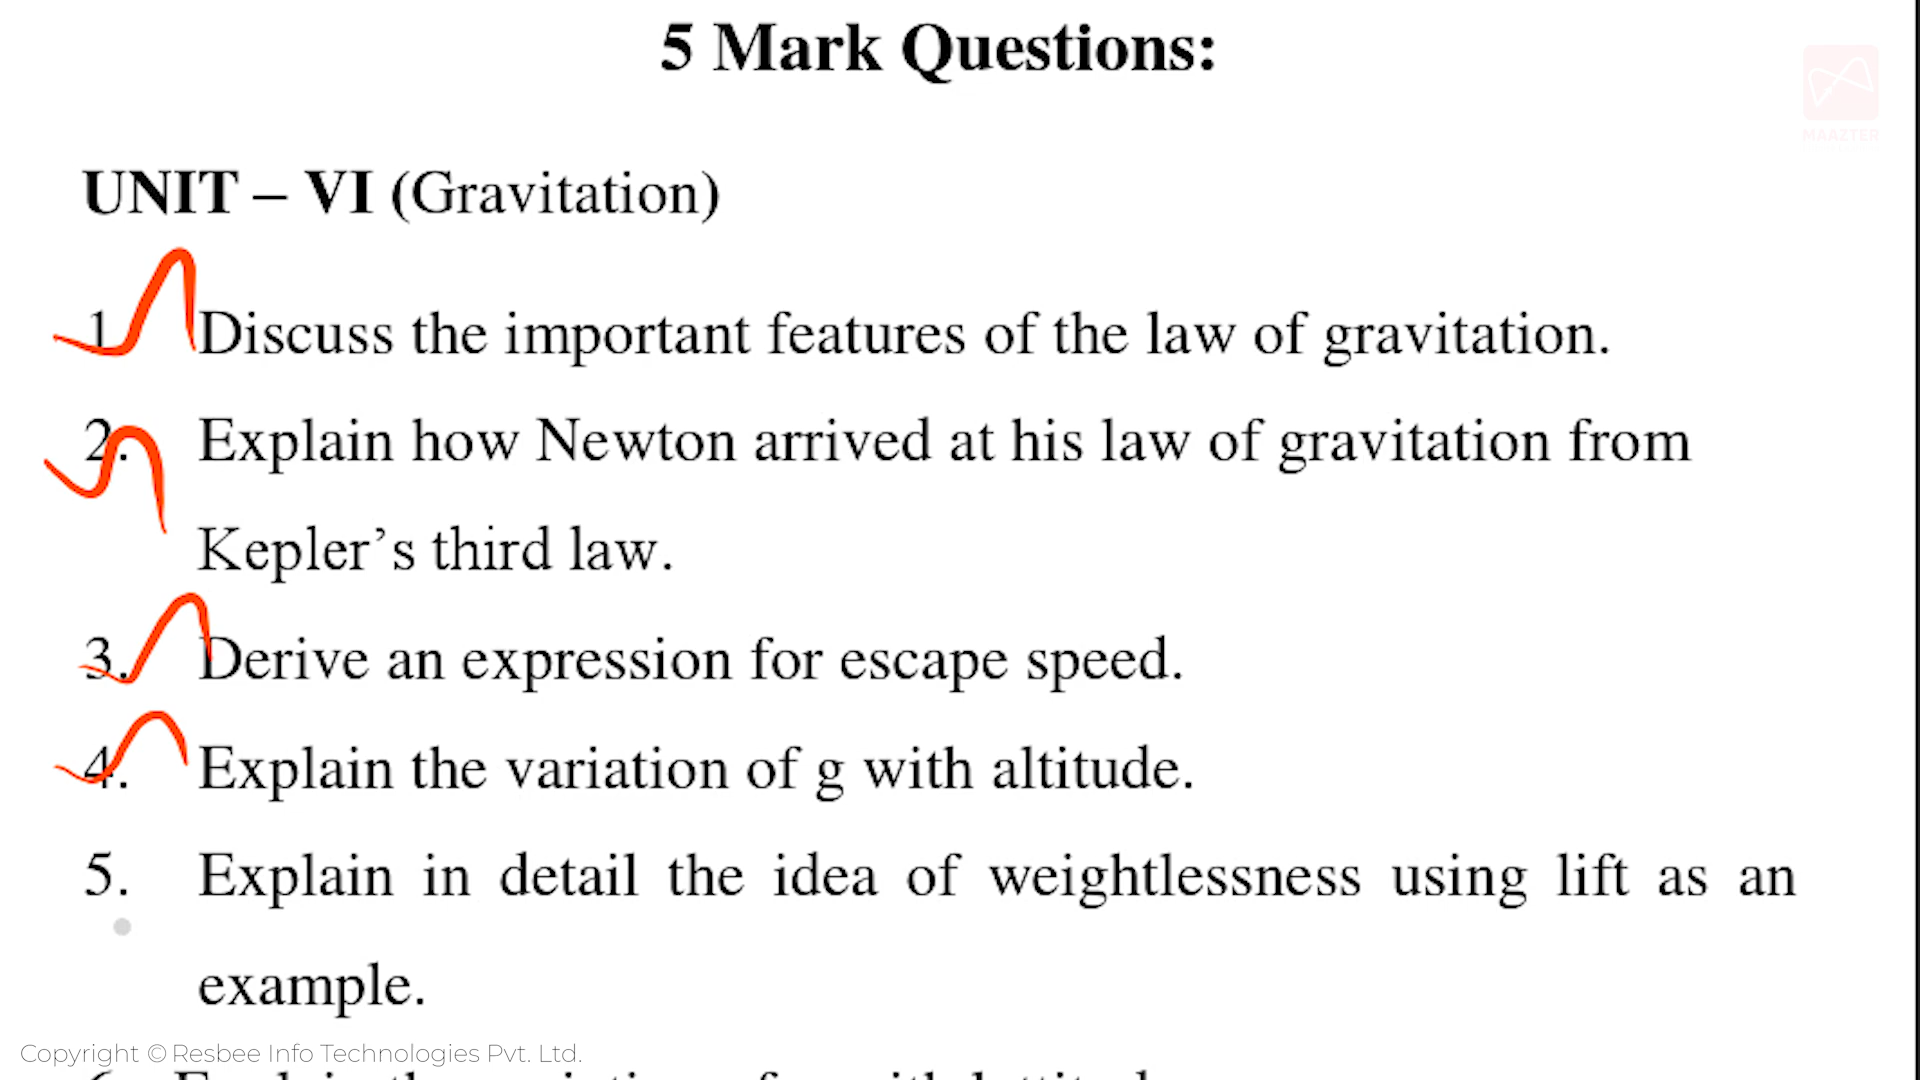 5 Mark Questions:
MAAZTER
UNIT – VI (Gravitation)
1. Discuss the important features of the law of gravitation.
2. Explain how Newton arrived at his law of gravitation from
Kepler’s third law.
3. Derive an expression for escape speed.
4. Explain the variation of g with altitude.
5. Explain in detail the idea of weightlessness using lift as an
example.
Copyright © Resbee Info Technologies Pvt. Ltd.